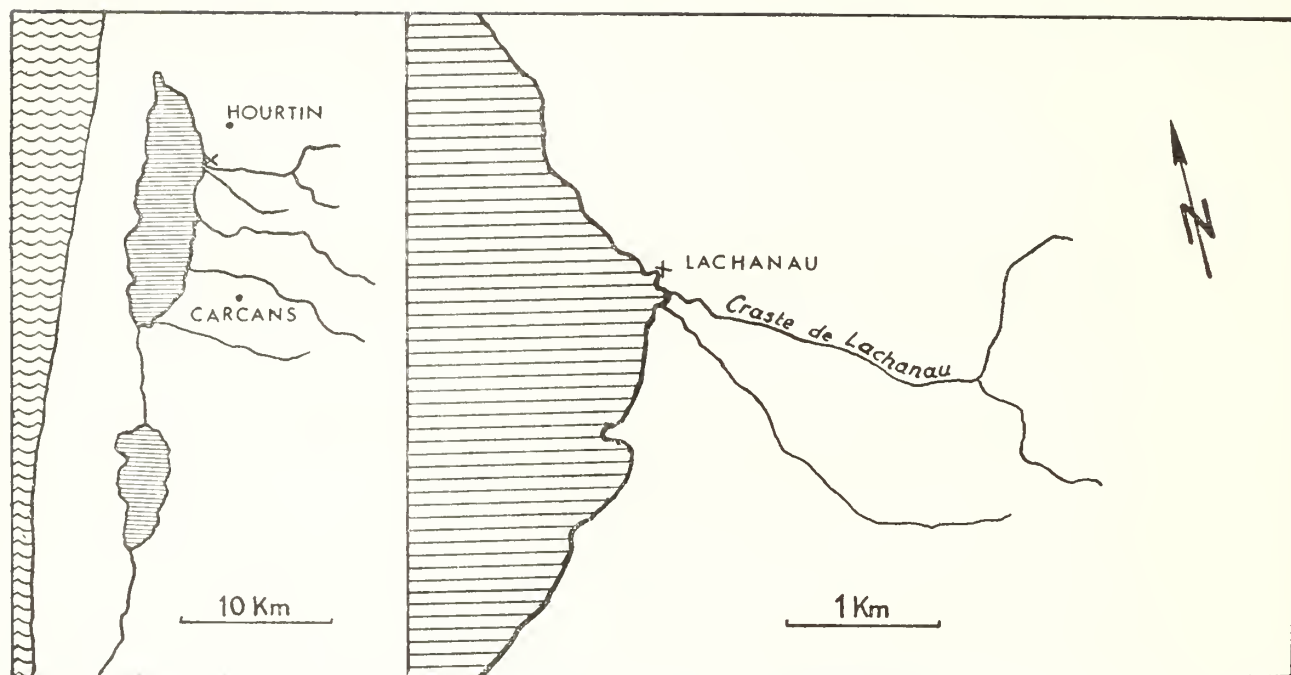 HOURTIN
CARCANS
10 Km
LACHANAU
Craste de Lachanau
N
1 Km